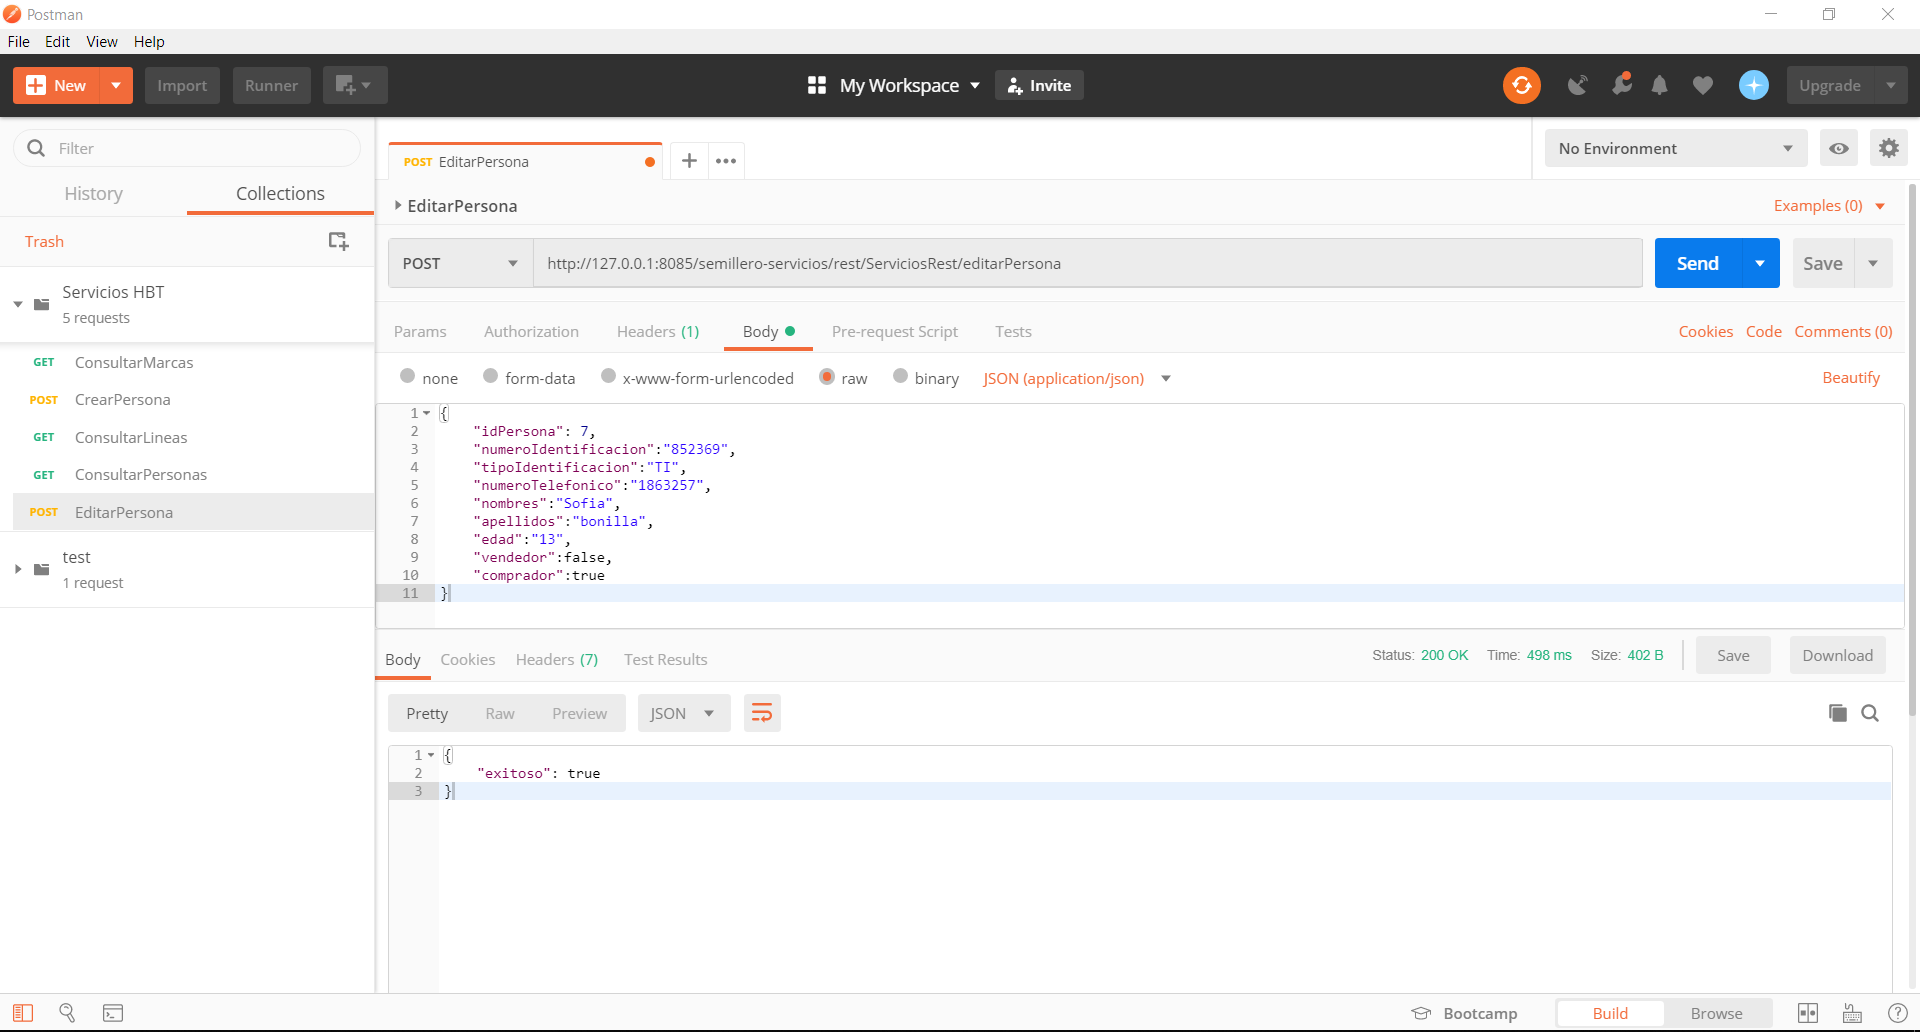 Postman
File Edit View Help
New Import Runner My Workspace Invite Upgrade
Filter
History Collections
Trash
Servicios HBT
5 requests
GET ConsultarMarcas
POST CrearPersona
GET ConsultarLineas
GET ConsultarPersonas
POST EditarPersona
test
1 request
POST EditarPersona
No Environment
EditarPersona
Examples (0)
POST http://127.0.0.1:8085/semillero-servicios/rest/ServiciosRest/editarPersona Send Save
Params Authorization Headers (1) Body Pre-request Script Tests Cookies Code Comments (0)
none form-data x-www-form-urlencoded raw binary JSON (application/json) Beautify
1 {
2 "idPersona": 7,
3 "numeroIdentificacion":"852369",
4 "tipoIdentificacion":"TI",
5 "numeroTelefonico":"1863257",
6 "nombres":"Sofia",
7 "apellidos":"bonilla",
8 "edad":"13",
9 "vendedor":false,
10 "comprador":true
11 }
Body Cookies Headers (7) Test Results Status: 200 OK Time: 498 ms Size: 402 B Save Download
Pretty Raw Preview JSON
1 {
2 "exitoso": true
3 }
Bootcamp Build Browse